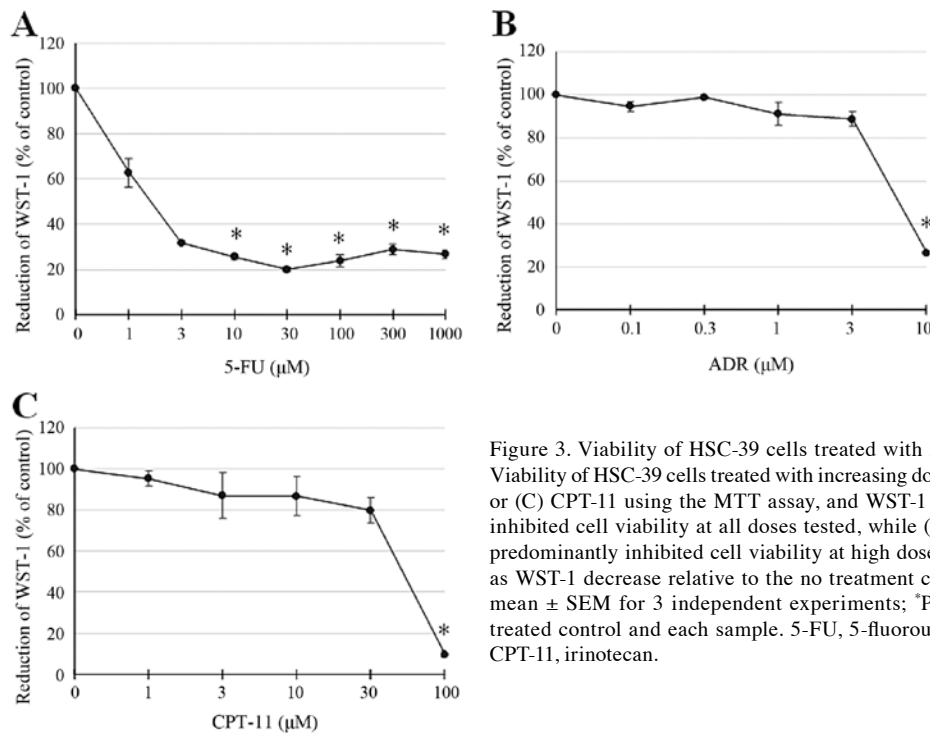 A
Reduction of WST-1 (% of control)
120
100
80
60
40
20
0
* * * * *
0 1 3 10 30 100 300 1000
5-FU (μM)
B
Reduction of WST-1 (% of control)
120
100
80
60
40
20
0
*
0 0.1 0.3 1 3 10
ADR (μM)
C
Reduction of WST-1 (% of control)
120
100
80
60
40
20
0
*
0 1 3 10 30 100
CPT-11 (μM)
Figure 3. Viability of HSC-39 cells treated with
Viability of HSC-39 cells treated with increasing do
or (C) CPT-11 using the MTT assay, and WST-1
inhibited cell viability at all doses tested, while (
predominantly inhibited cell viability at high dose
as WST-1 decrease relative to the no treatment c
mean ± SEM for 3 independent experiments; *P
treated control and each sample. 5-FU, 5-fluorou
CPT-11, irinotecan.